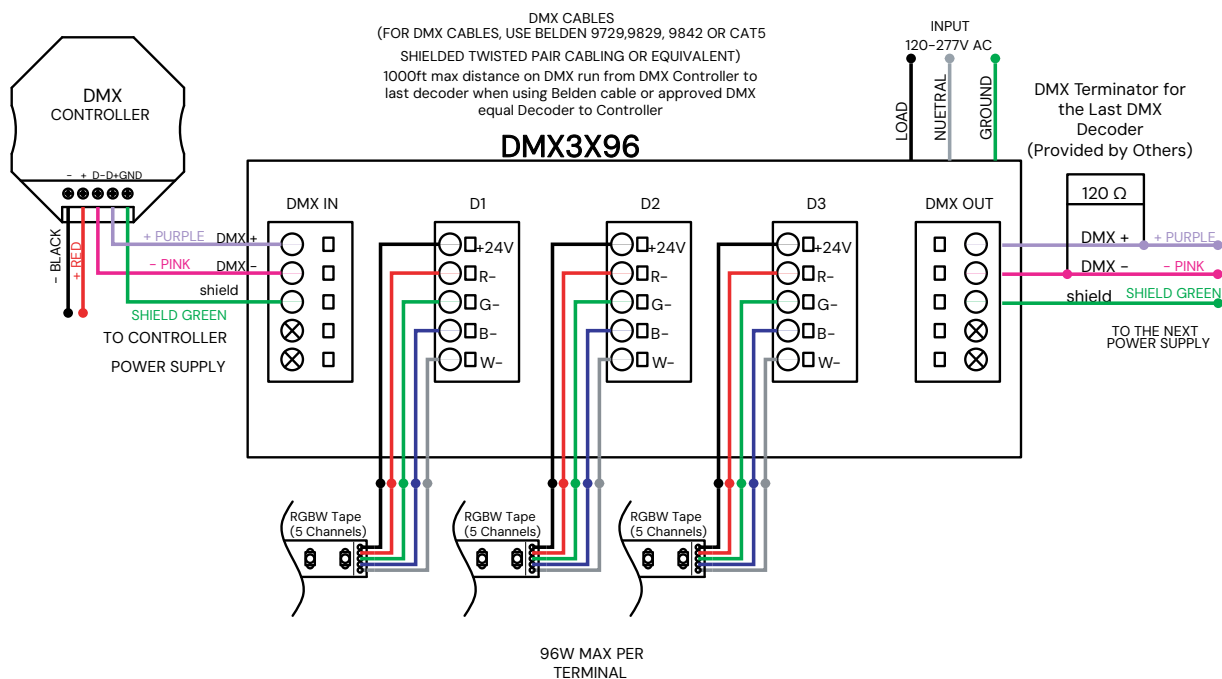 DMX CABLES
(FOR DMX CABLES, USE BELDEN 9729,9829, 9842 OR CAT5
SHIELDED TWISTED PAIR CABLING OR EQUIVALENT)
1000ft max distance on DMX run from DMX Controller to
last decoder when using Belden cable or approved DMX
equal Decoder to Controller
DMX3X96
INPUT
120-277V AC
LOAD
NUETRAL
GROUND
DMX Terminator for
the Last DMX
Decoder
(Provided by Others)
120 Ω
DMX
CONTROLLER
- + D- D+ GND
- BLACK
+ RED
+ PURPLE DMX +
- PINK DMX -
shield
SHIELD GREEN
TO CONTROLLER
POWER SUPPLY
DMX IN
D1
+24V
R-
G-
B-
W-
D2
+24V
R-
G-
B-
W-
D3
+24V
R-
G-
B-
W-
DMX OUT
DMX + + PURPLE
DMX - - PINK
shield SHIELD GREEN
TO THE NEXT
POWER SUPPLY
RGBW Tape
(5 Channels)
RGBW Tape
(5 Channels)
RGBW Tape
(5 Channels)
96W MAX PER
TERMINAL